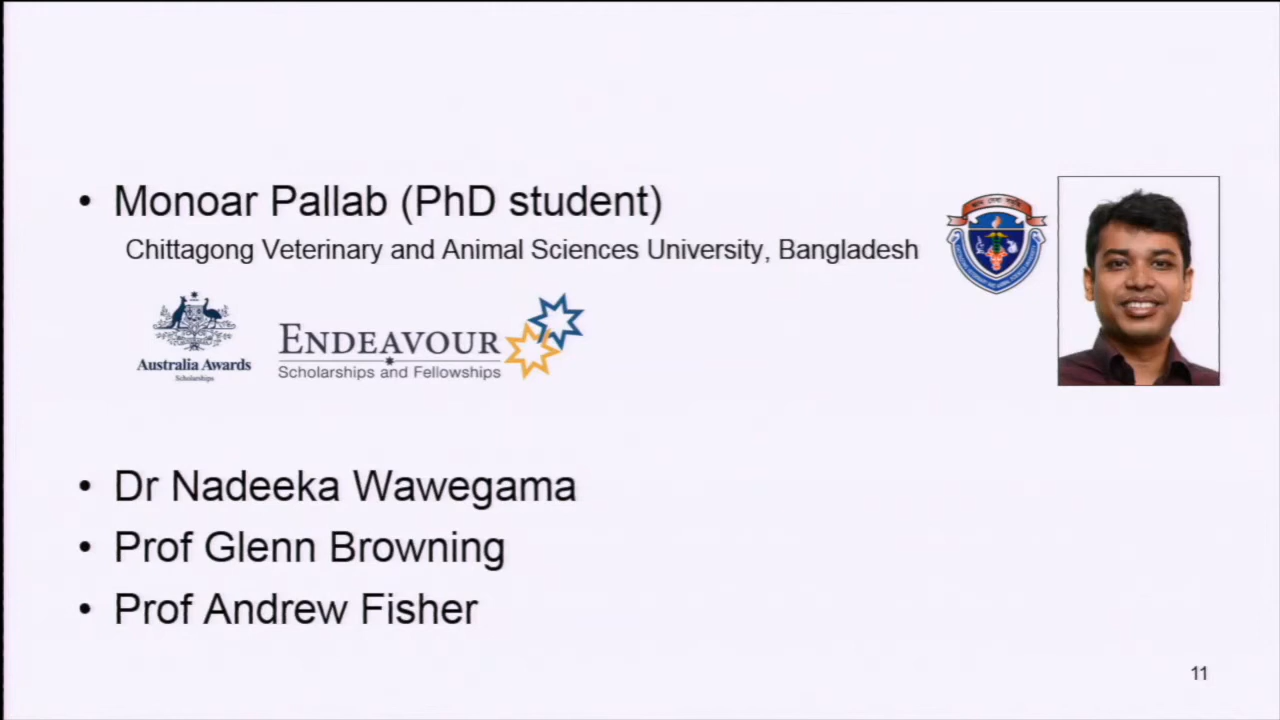 • Monoar Pallab (PhD student)
Chittagong Veterinary and Animal Sciences University, Bangladesh
Australia Awards
Scholarships
ENDEAVOUR
Scholarships and Fellowships
• Dr Nadeeka Wawegama
• Prof Glenn Browning
• Prof Andrew Fisher
11